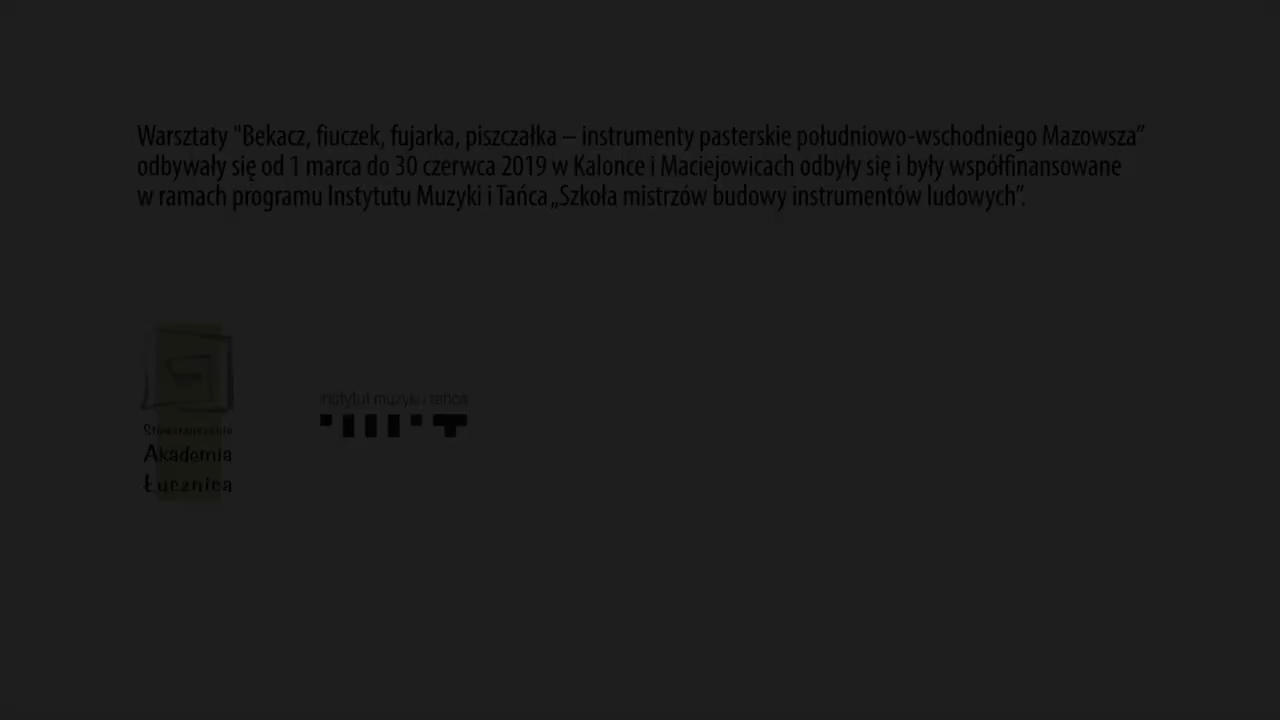 Warsztaty "Bekacz, fiuczek, fujarka, piszczałka – instrumenty pasterskie południowo-wschodniego Mazowsza”
odbywały się od 1 marca do 30 czerwca 2019 w Kalonce i Maciejowicach odbyły się i były współfinansowane
w ramach programu Instytutu Muzyki i Tańca „Szkoła mistrzów budowy instrumentów ludowych”.
Stowarzyszenie
Akademia
Łucznica
instytut muzyki i tańca